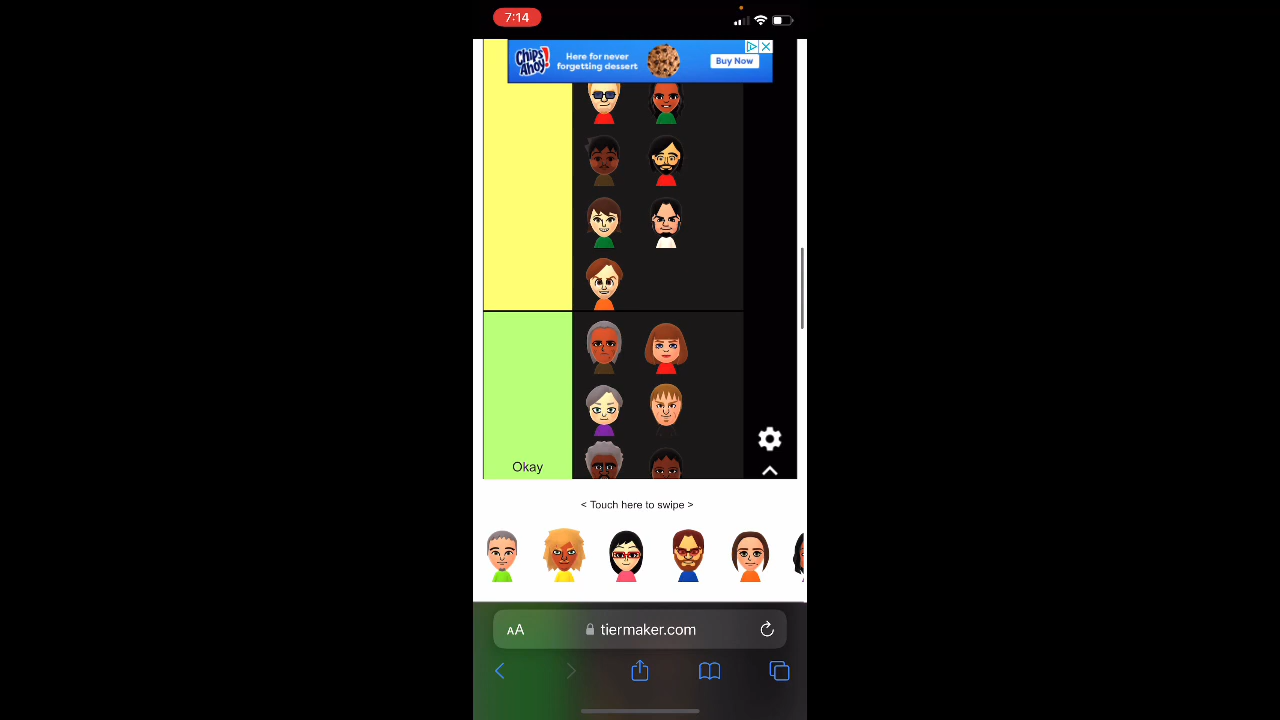 7:14
CHIPS AHOY!
Here for never
forgetting dessert
Buy Now
Okay
< Touch here to swipe >
AA
tiermaker.com